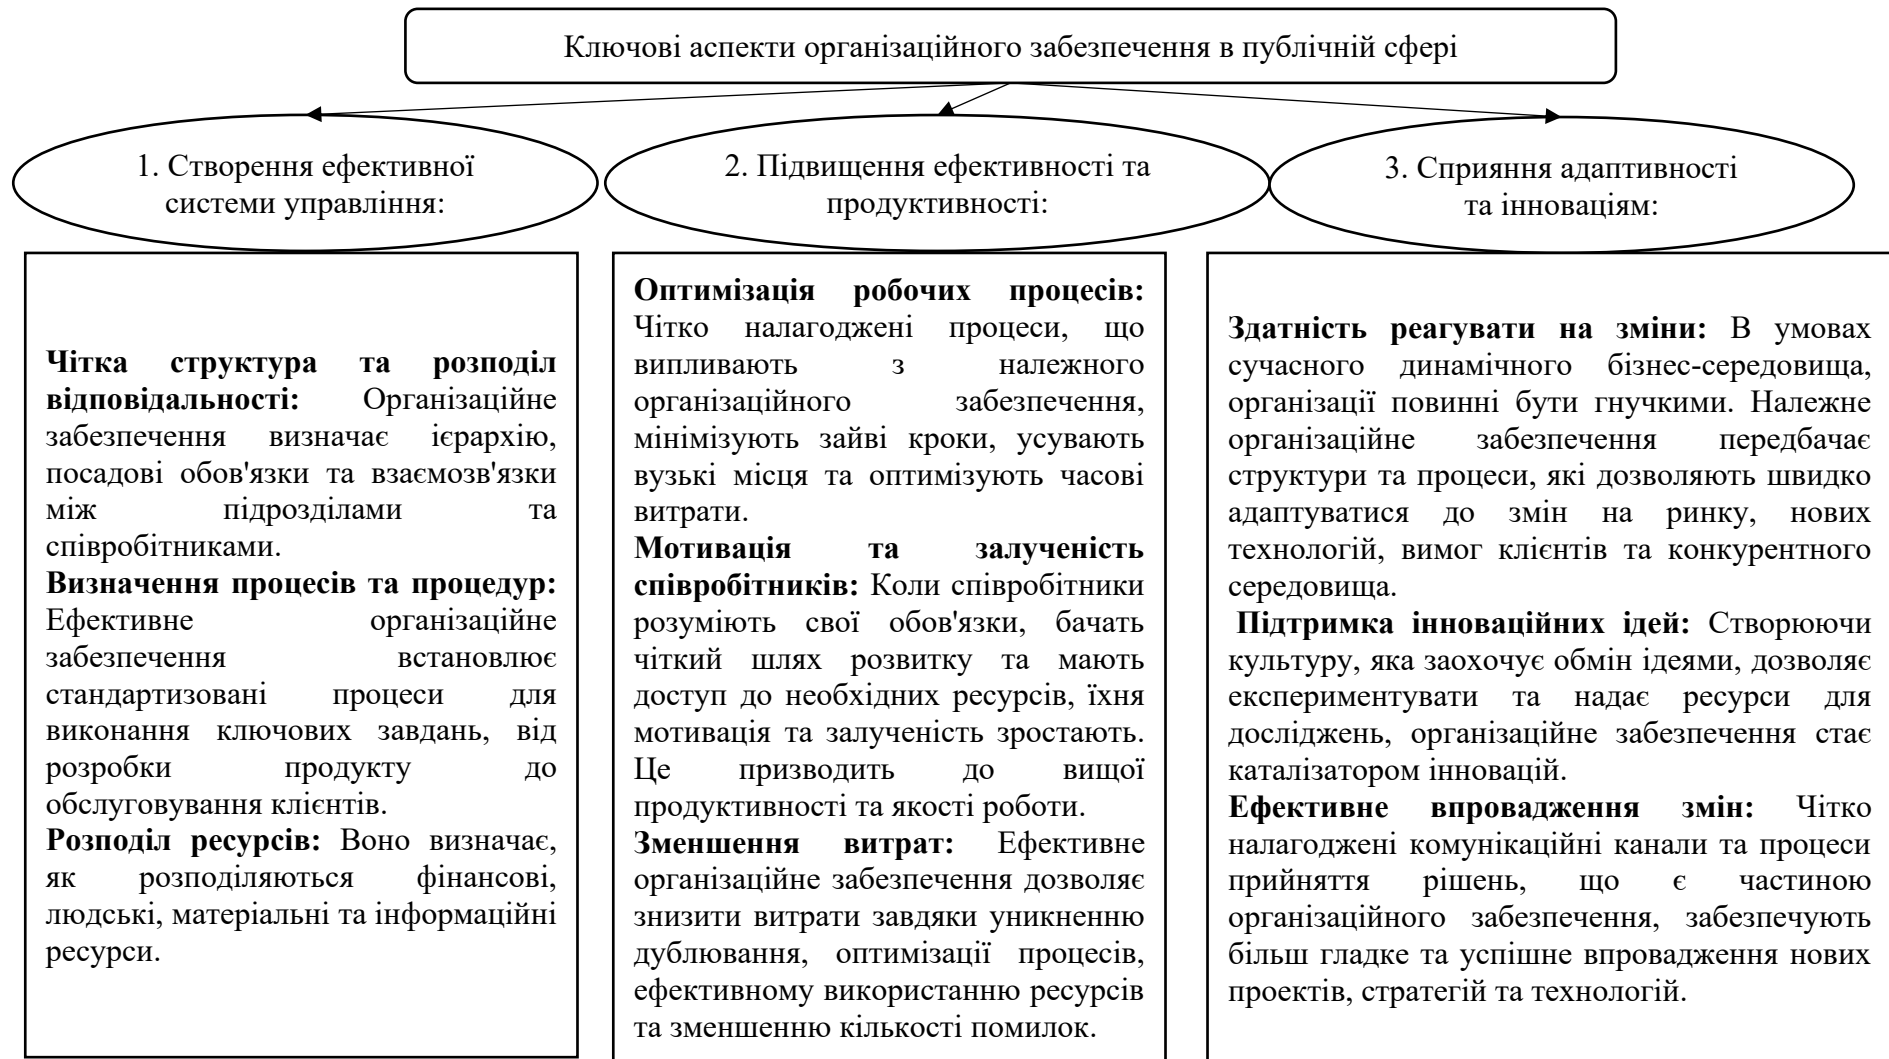 Ключові аспекти організаційного забезпечення в публічній сфері
1. Створення ефективної
системи управління:
2. Підвищення ефективності та
продуктивності:
3. Сприяння адаптивності
та інноваціям:
Чітка структура та розподіл
відповідальності: Організаційне
забезпечення визначає ієрархію,
посадові обов'язки та взаємозв'язки
між підрозділами та
співробітниками.
Визначення процесів та процедур:
Ефективне організаційне
забезпечення встановлює
стандартизовані процеси для
виконання ключових завдань, від
розробки продукту до
обслуговування клієнтів.
Розподіл ресурсів: Воно визначає,
як розподіляються фінансові,
людські, матеріальні та інформаційні
ресурси.
Оптимізація робочих процесів:
Чітко налагоджені процеси, що
випливають з належного
організаційного забезпечення,
мінімізують зайві кроки, усувають
вузькі місця та оптимізують часові
витрати.
Мотивація та залученість
співробітників: Коли співробітники
розуміють свої обов'язки, бачать
чіткий шлях розвитку та мають
доступ до необхідних ресурсів, їхня
мотивація та залученість зростають.
Це призводить до вищої
продуктивності та якості роботи.
Зменшення витрат: Ефективне
організаційне забезпечення дозволяє
знизити витрати завдяки уникненню
дублювання, оптимізації процесів,
ефективному використанню ресурсів
та зменшенню кількості помилок.
Здатність реагувати на зміни: В умовах
сучасного динамічного бізнес-середовища,
організації повинні бути гнучкими. Належне
організаційне забезпечення передбачає
структури та процеси, які дозволяють швидко
адаптуватися до змін на ринку, нових
технологій, вимог клієнтів та конкурентного
середовища.
Підтримка інноваційних ідей: Створюючи
культуру, яка заохочує обмін ідеями, дозволяє
експериментувати та надає ресурси для
досліджень, організаційне забезпечення стає
каталізатором інновацій.
Ефективне впровадження змін: Чітко
налагоджені комунікаційні канали та процеси
прийняття рішень, що є частиною
організаційного забезпечення, забезпечують
більш гладке та успішне впровадження нових
проектів, стратегій та технологій.